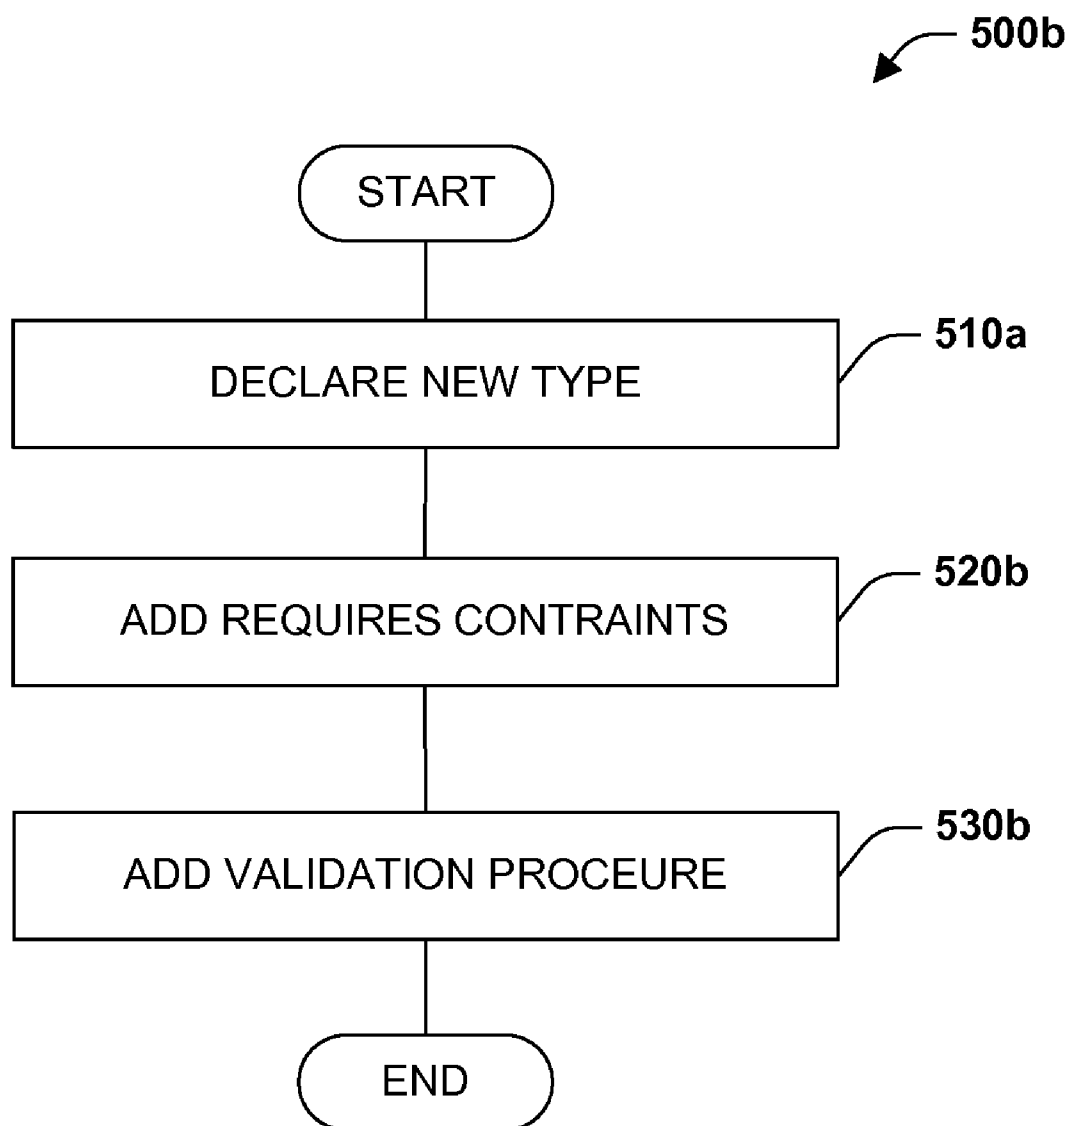 500b
START
DECLARE NEW TYPE
510a
ADD REQUIRES CONTRAINTS
520b
ADD VALIDATION PROCEURE
530b
END